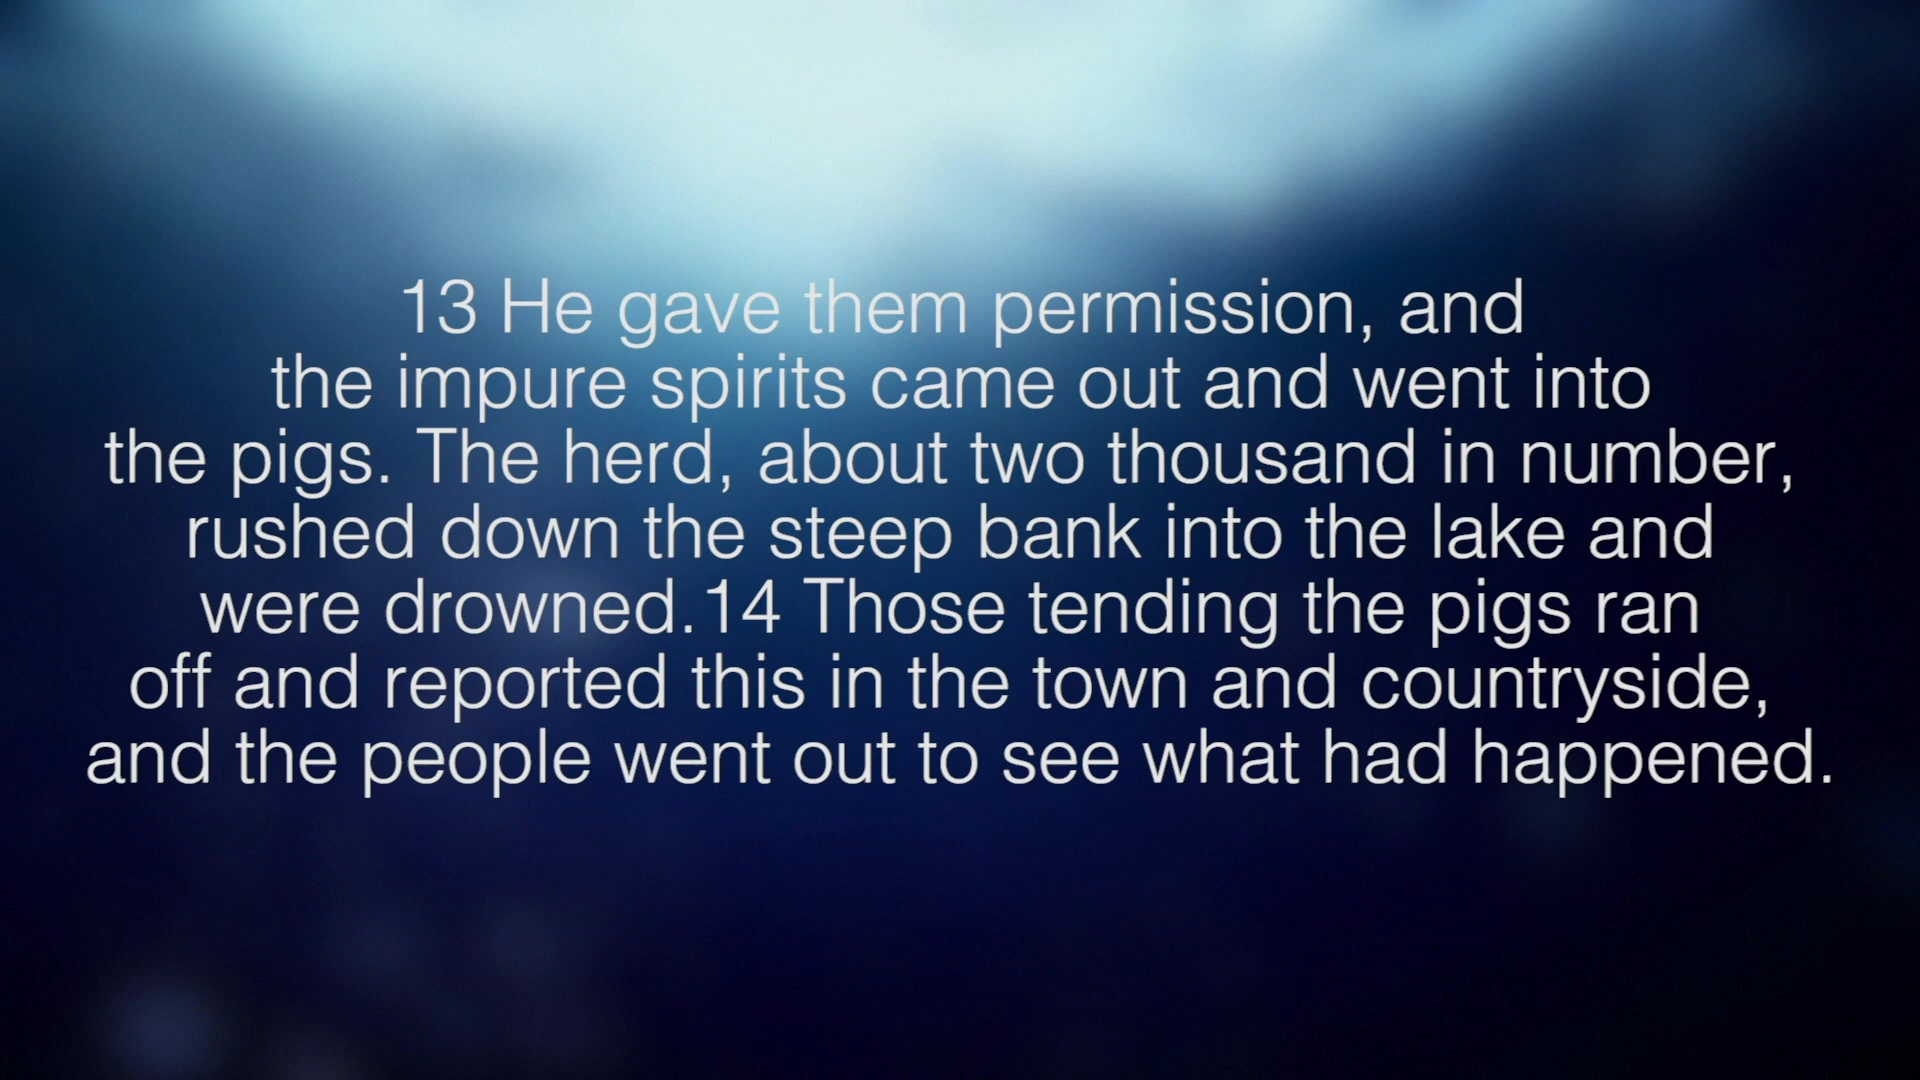 13 He gave them permission, and
the impure spirits came out and went into
the pigs. The herd, about two thousand in number,
rushed down the steep bank into the lake and
were drowned.14 Those tending the pigs ran
off and reported this in the town and countryside,
and the people went out to see what had happened.